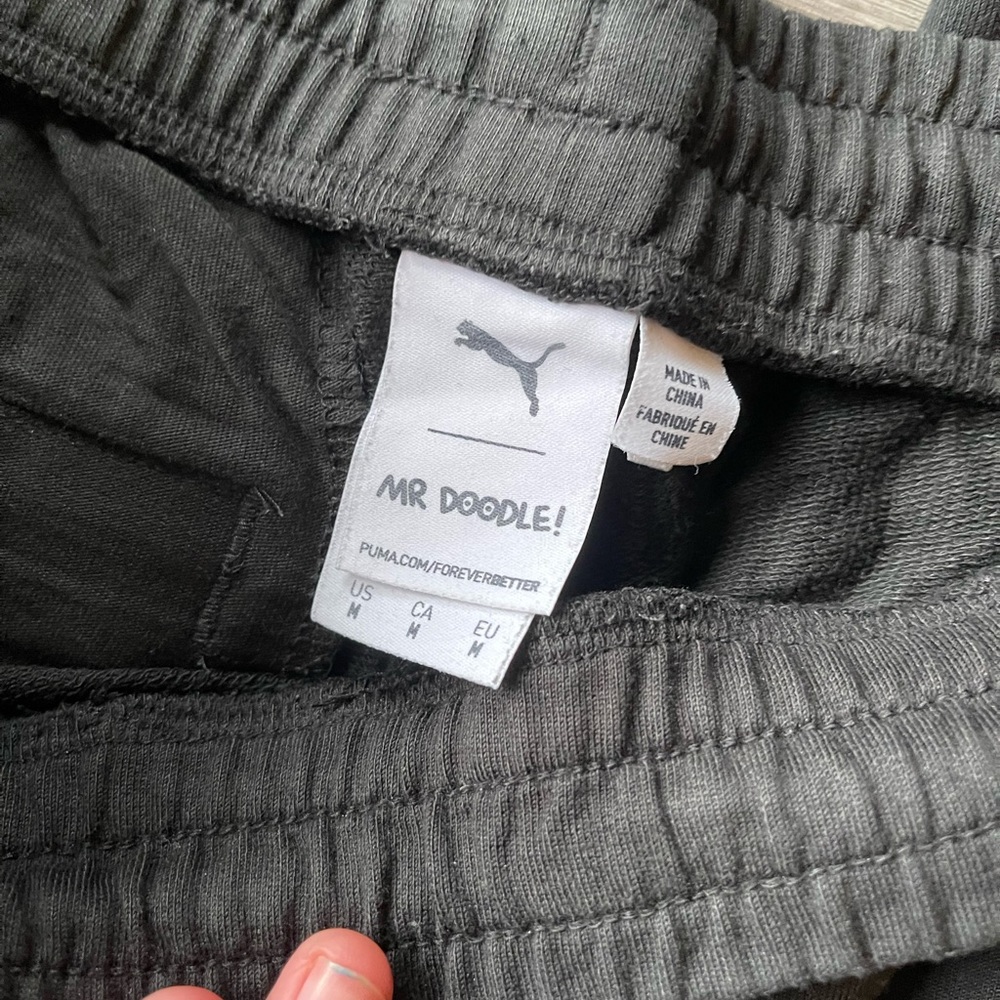 MR DOODLE!
PUMA.COM/FOREVERBETTER
US CA EU
M M M
MADE IN
CHINA
FABRIQUÉ EN
CHINE